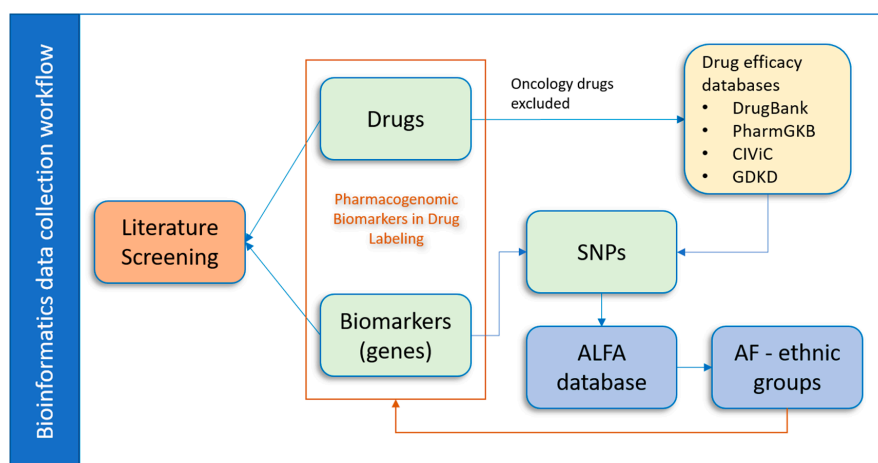 Bioinformatics data collection workflow
Literature
Screening
Drugs
Pharmacogenomic
Biomarkers in Drug
Labeling
Biomarkers
(genes)
Oncology drugs
excluded
Drug efficacy
databases
• DrugBank
• PharmGKB
• CIViC
• GDKD
SNPs
ALFA
database
AF - ethnic
groups